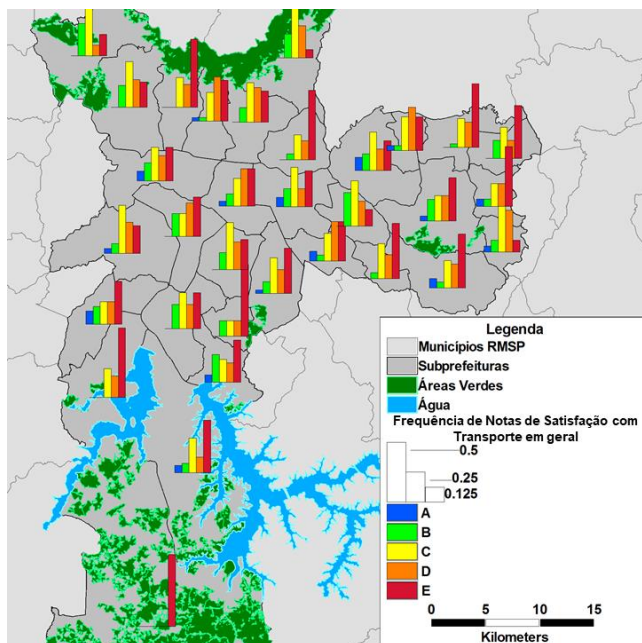 Legenda
Municípios RMSP
Subprefeituras
Áreas Verdes
Água
Frequência de Notas de Satisfação com
Transporte em geral
0.5
0.25
0.125
A
B
C
D
E
0 5 10 15
Kilometers